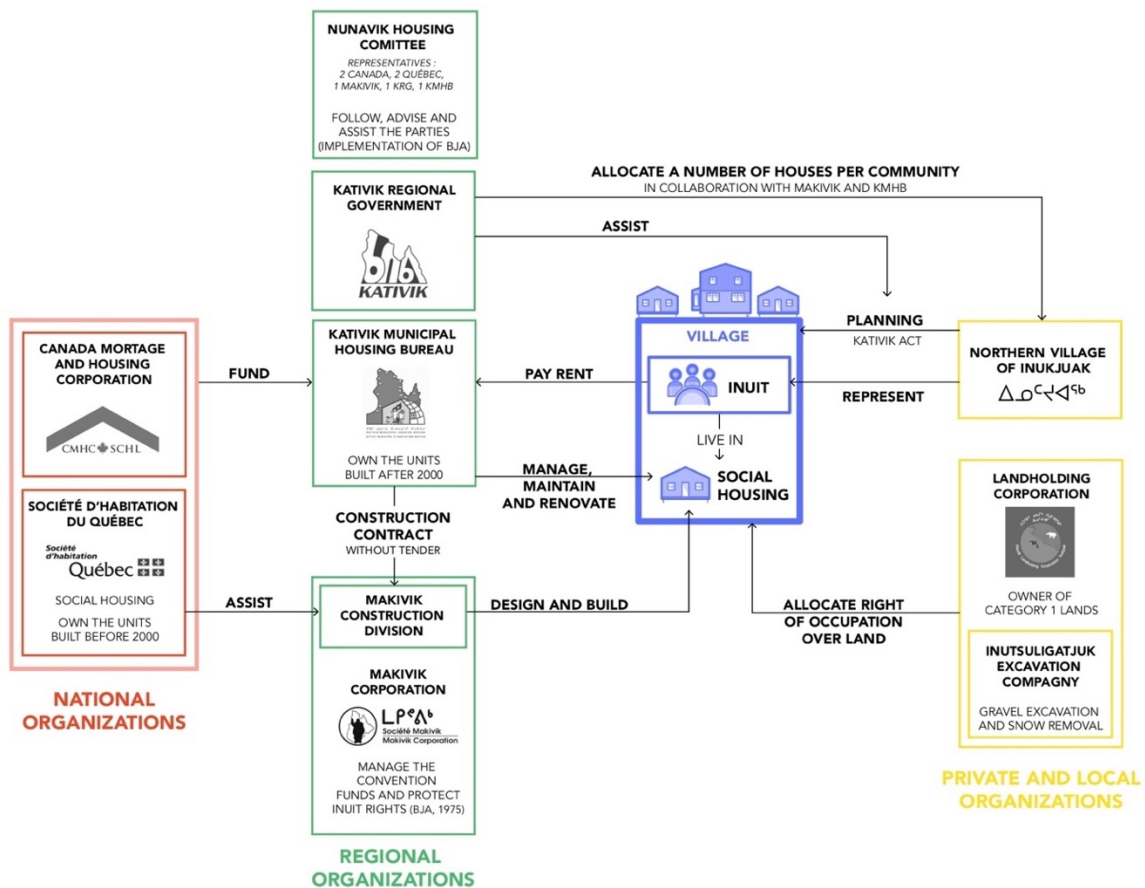 NUNAVIK HOUSING
COMITTEE
REPRESENTATIVES :
2 CANADA, 2 QUÉBEC,
1 MAKIVIK, 1 KRG, 1 KMHB
FOLLOW, ADVISE AND
ASSIST THE PARTIES
(IMPLEMENTATION OF BJA)
KATIVIK REGIONAL
GOVERNMENT
KATIVIK
ALLOCATE A NUMBER OF HOUSES PER COMMUNITY
IN COLLABORATION WITH MAKIVIK AND KMHB
ASSIST
CANADA MORTAGE
AND HOUSING
CORPORATION
CMHC SCHL
SOCIÉTÉ D'HABITATION
DU QUÉBEC
Société
d'habitation
Québec
SOCIAL HOUSING
OWN THE UNITS
BUILT BEFORE 2000
NATIONAL
ORGANIZATIONS
FUND
ASSIST
KATIVIK MUNICIPAL
HOUSING BUREAU
OWN THE UNITS
BUILT AFTER 2000
CONSTRUCTION
CONTRACT
WITHOUT TENDER
MAKIVIK
CONSTRUCTION
DIVISION
MAKIVIK
CORPORATION
ᒪᑭᕝᕕᒃ
Société Makivik
Makivik Corporation
MANAGE THE
CONVENTION
FUNDS AND PROTECT
INUIT RIGHTS (BJA, 1975)
REGIONAL
ORGANIZATIONS
PAY RENT
MANAGE,
MAINTAIN
AND RENOVATE
DESIGN AND BUILD
VILLAGE
INUIT
LIVE IN
SOCIAL
HOUSING
PLANNING
KATIVIK ACT
REPRESENT
ALLOCATE RIGHT
OF OCCUPATION
OVER LAND
NORTHERN VILLAGE
OF INUKJUAK
ᐃᓄᑦᔪᐊᖅ
LANDHOLDING
CORPORATION
OWNER OF
CATEGORY 1 LANDS
INUTSULIGATJUK
EXCAVATION
COMPAGNY
GRAVEL EXCAVATION
AND SNOW REMOVAL
PRIVATE AND LOCAL
ORGANIZATIONS